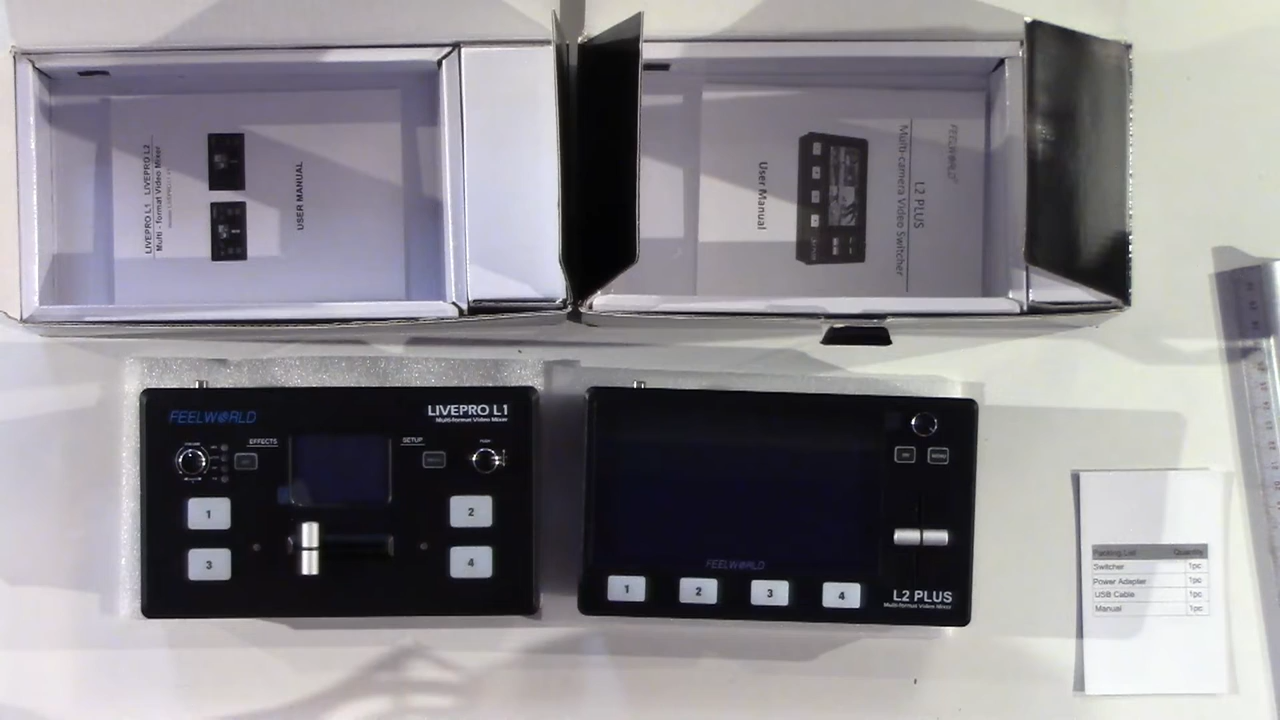 LIVEPRO L1 LIVEPRO L2
Multi - format Video Mixer
USER MANUAL
FEELWORLD
L2 PLUS
Multi-camera Video Switcher
User Manual
FEELWORLD
LIVEPRO L1
Multi-format Video Mixer
EFFECTS
SETUP
MENU
1
2
3
4
MENU
FEELWORLD
1
2
3
4
L2 PLUS
Multi-format Video Mixer
Packing List Quantity
Switcher 1pc
Power Adapter 1pc
USB Cable 1pc
Manual 1pc